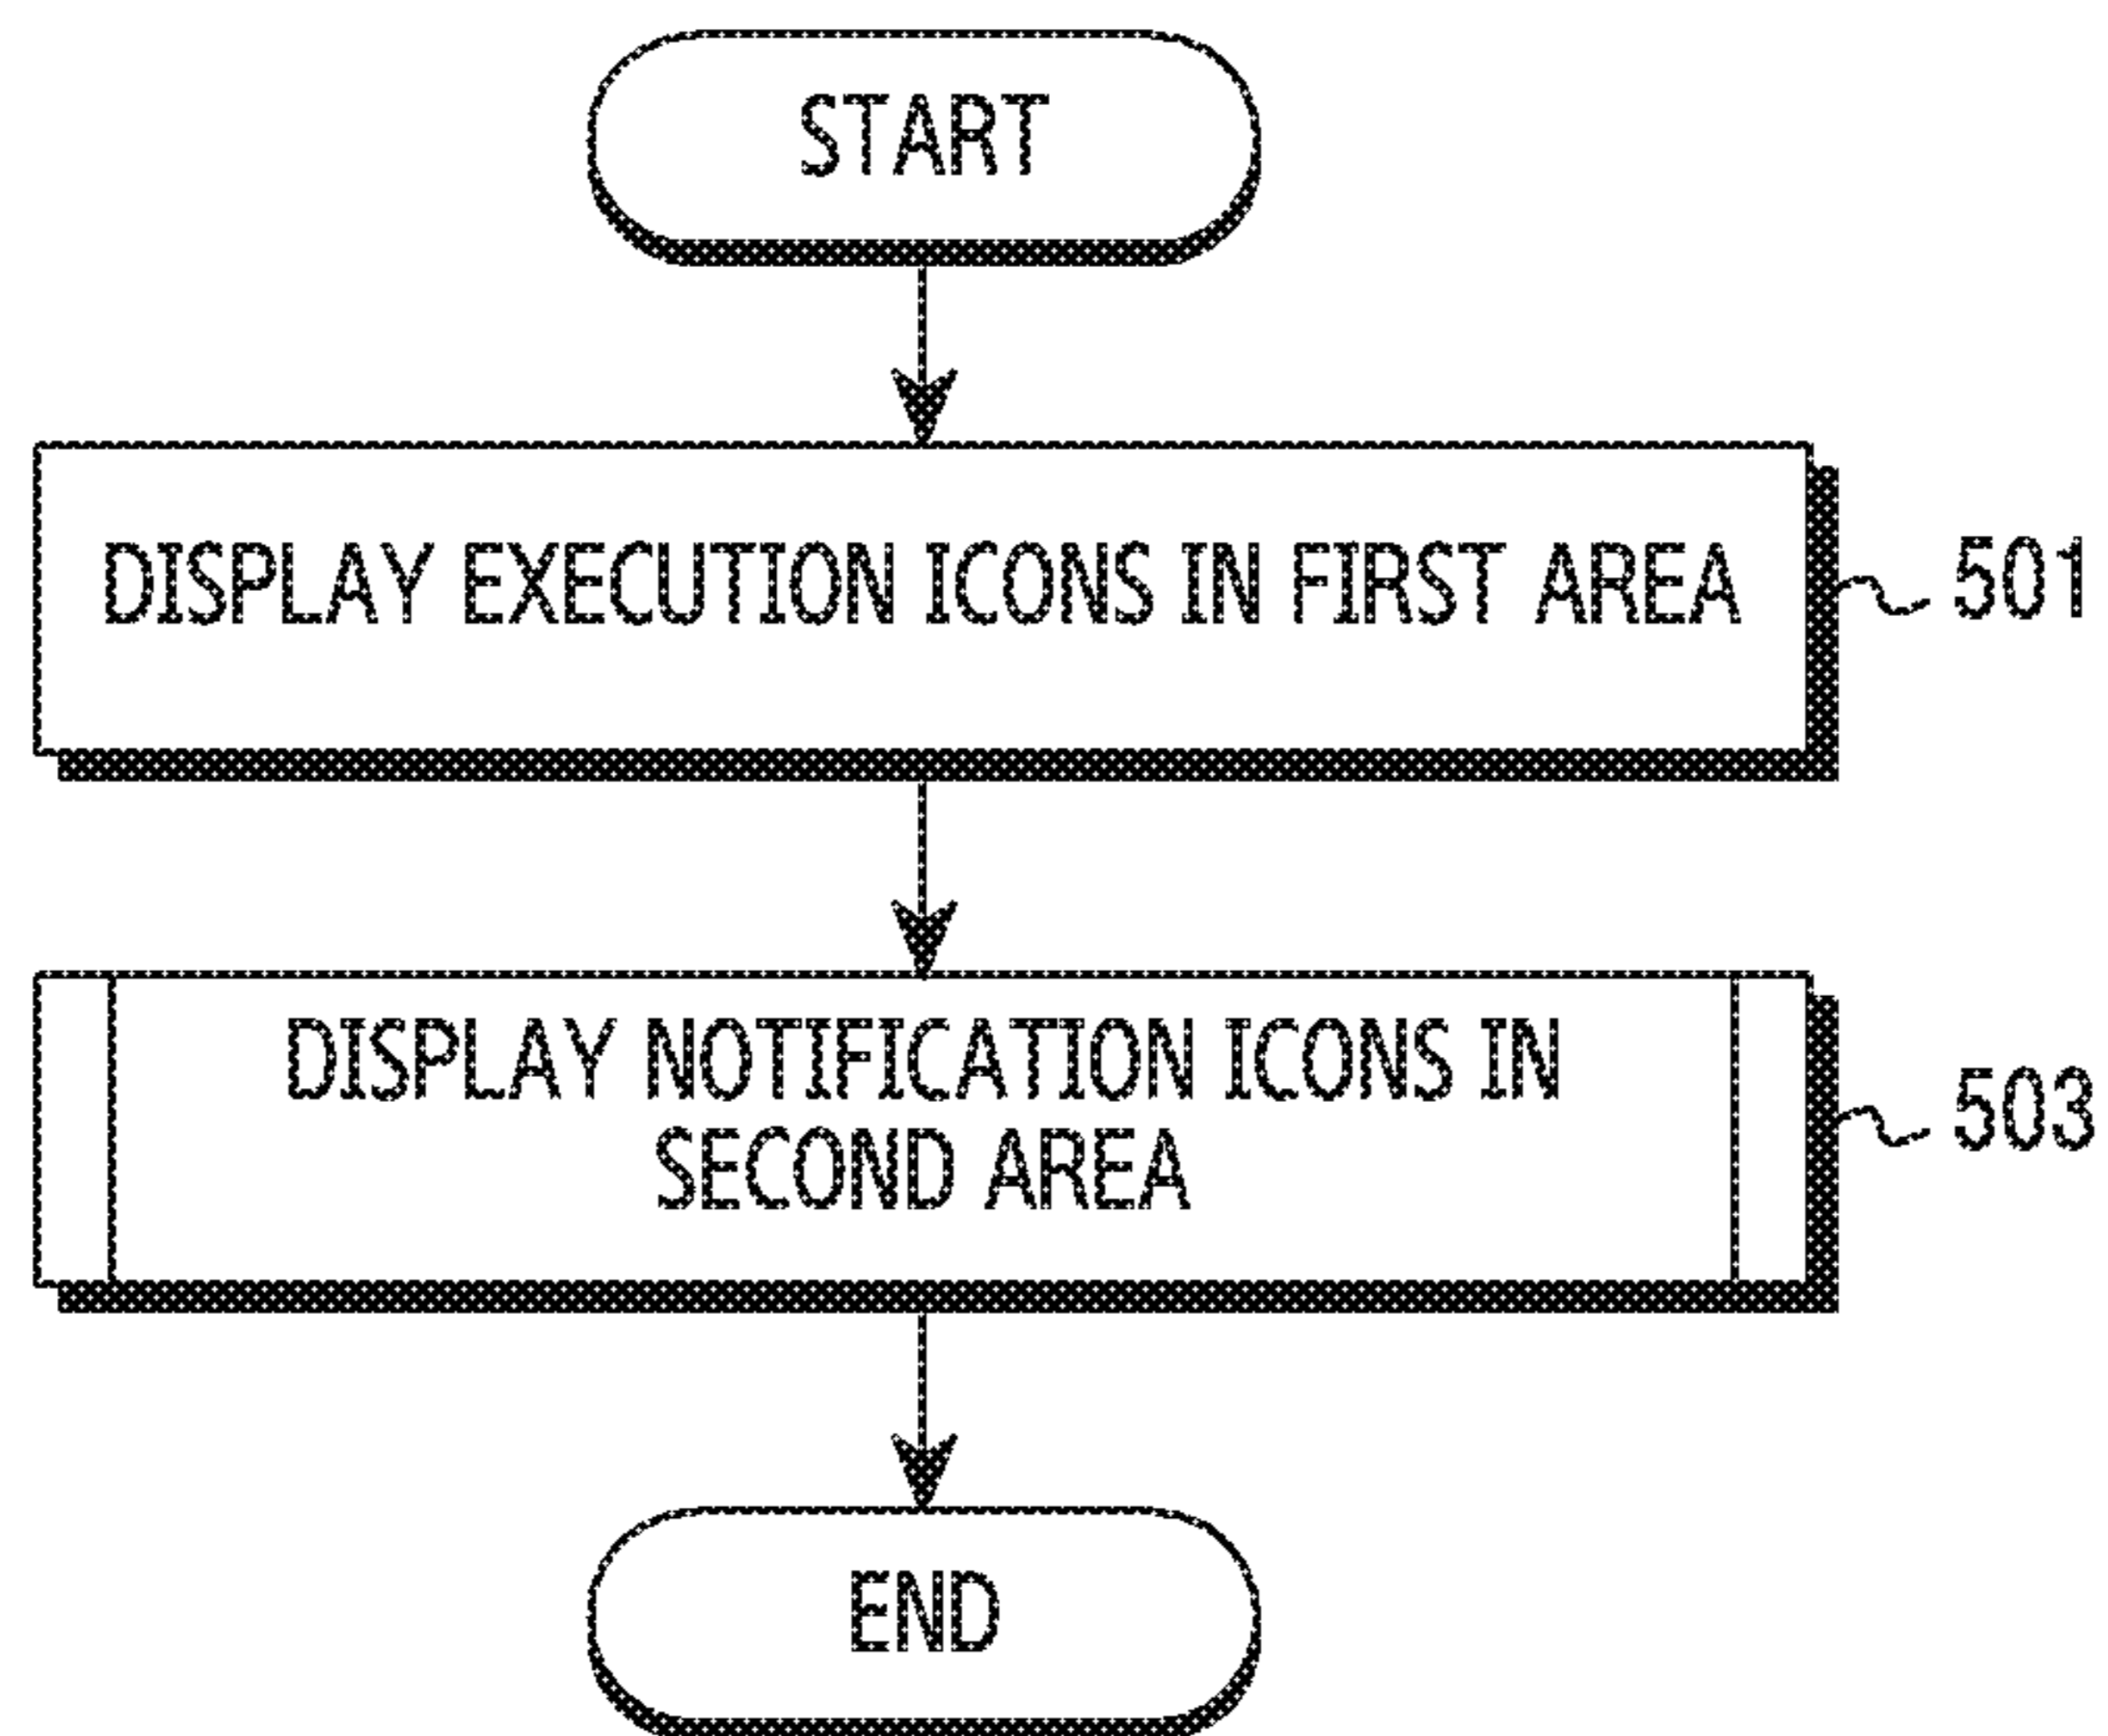 START
DISPLAY EXECUTION ICONS IN FIRST AREA
501
DISPLAY NOTIFICATION ICONS IN
SECOND AREA
503
END